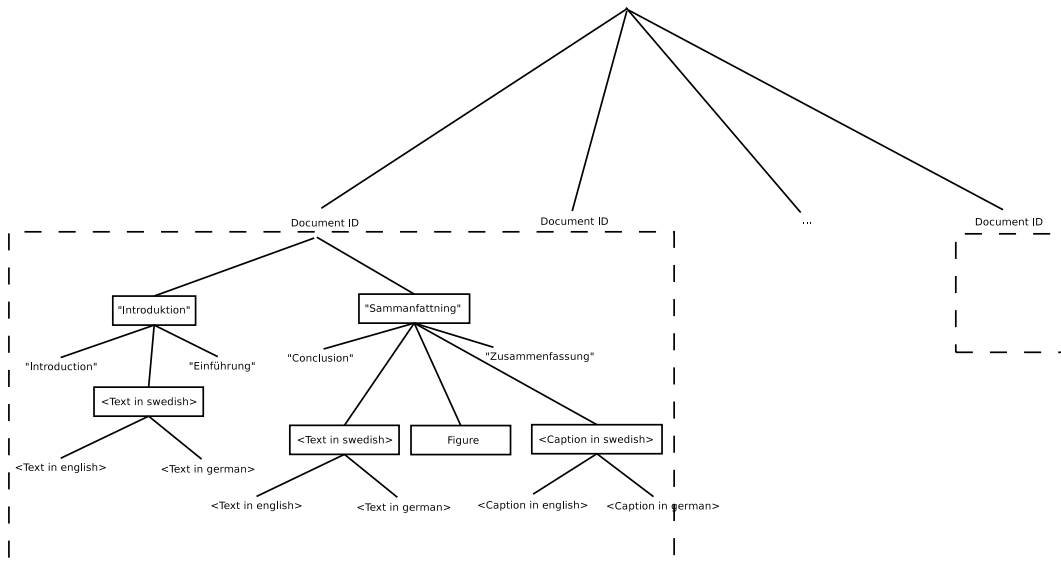 Document ID
Document ID
...
Document ID
"Introduktion"
"Sammanfattning"
"Introduction"
"Einführung"
"Conclusion"
"Zusammenfassung"
<Text in swedish>
<Text in swedish>
Figure
<Caption in swedish>
<Text in english>
<Text in german>
<Text in english>
<Text in german>
<Caption in english>
<Caption in german>